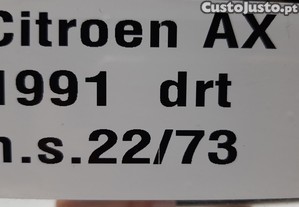 CustoJusto.pt
Citroen AX
1991 drt
n.s.22/73